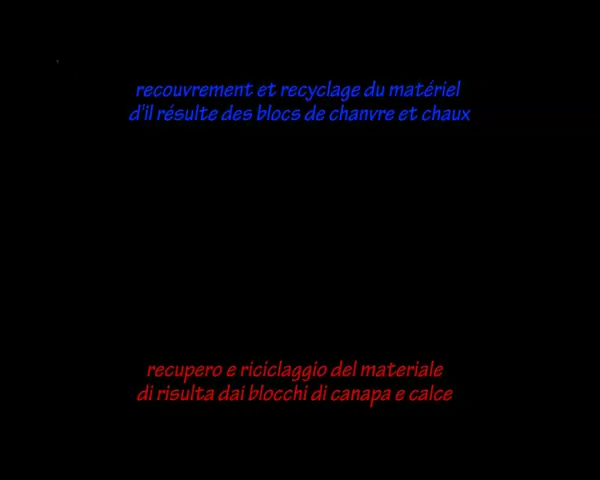 recouvrement et recyclage du matériel
d'il résulte des blocs de chanvre et chaux
recupero e riciclaggio del materiale
di risulta dai blocchi di canapa e calce